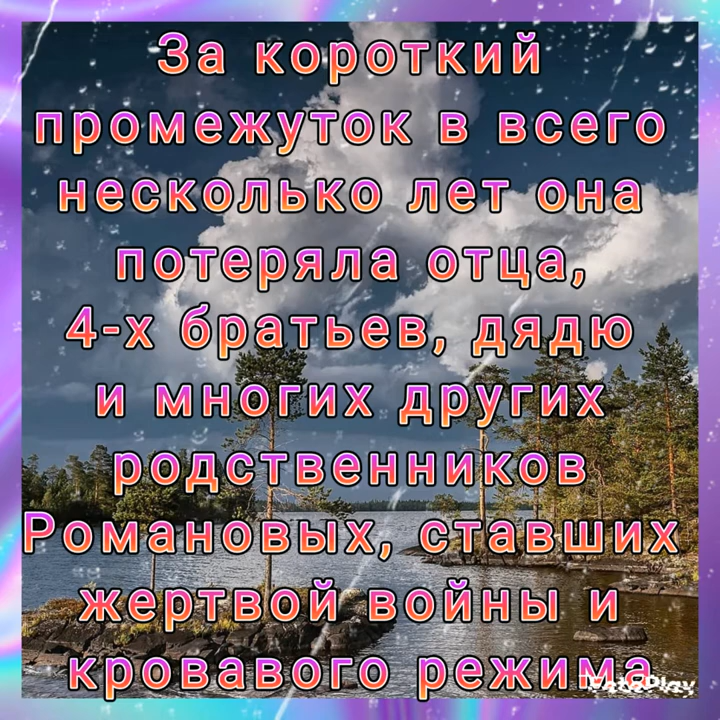 За короткий
промежуток в всего
несколько лет она
потеряла отца,
4-х братьев, дядю
и многих других
родственников
Романовых, ставших
жертвой войны и
кровавого режима